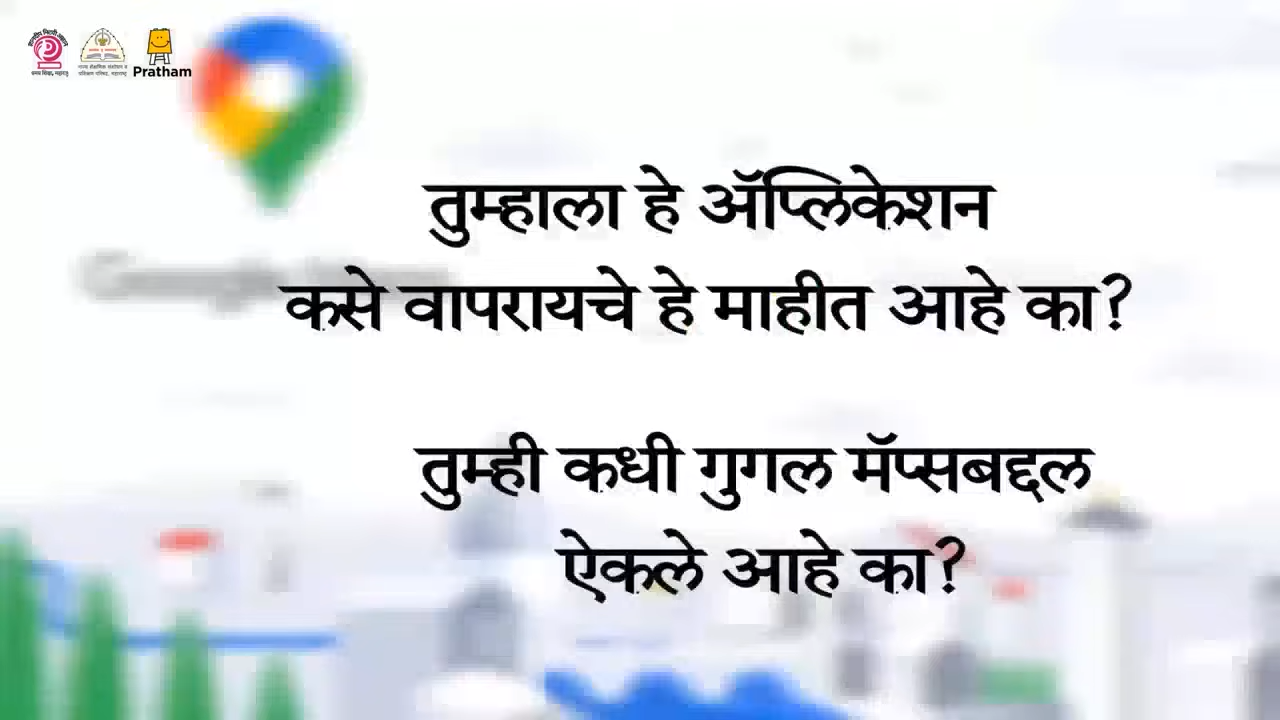 Pratham
तुम्हाला हे ॲप्लिकेशन
कसे वापरायचे हे माहीत आहे का?
तुम्ही कधी गुगल मॅप्सबद्दल
ऐकले आहे का?